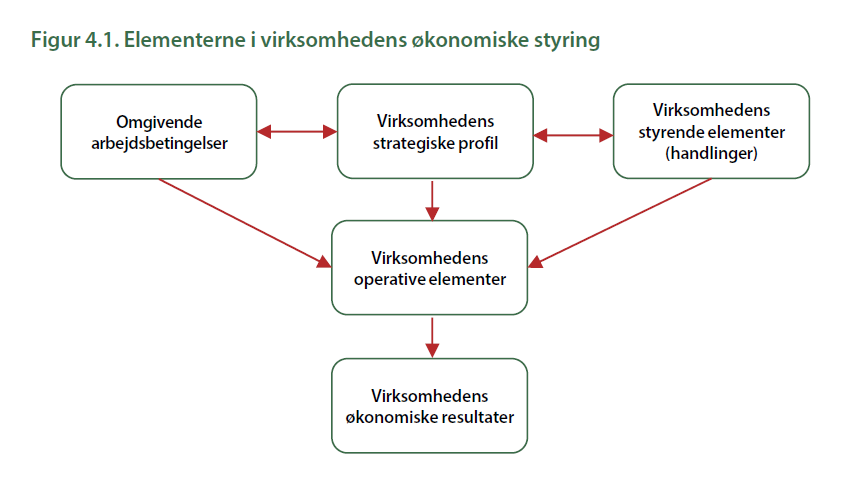 Figur 4.1. Elementerne i virksomhedens økonomiske styring
Omgivende
arbejdsbetingelser
Virksomhedens
strategiske profil
Virksomhedens
styrende elementer
(handlinger)
Virksomhedens
operative elementer
Virksomhedens
økonomiske resultater